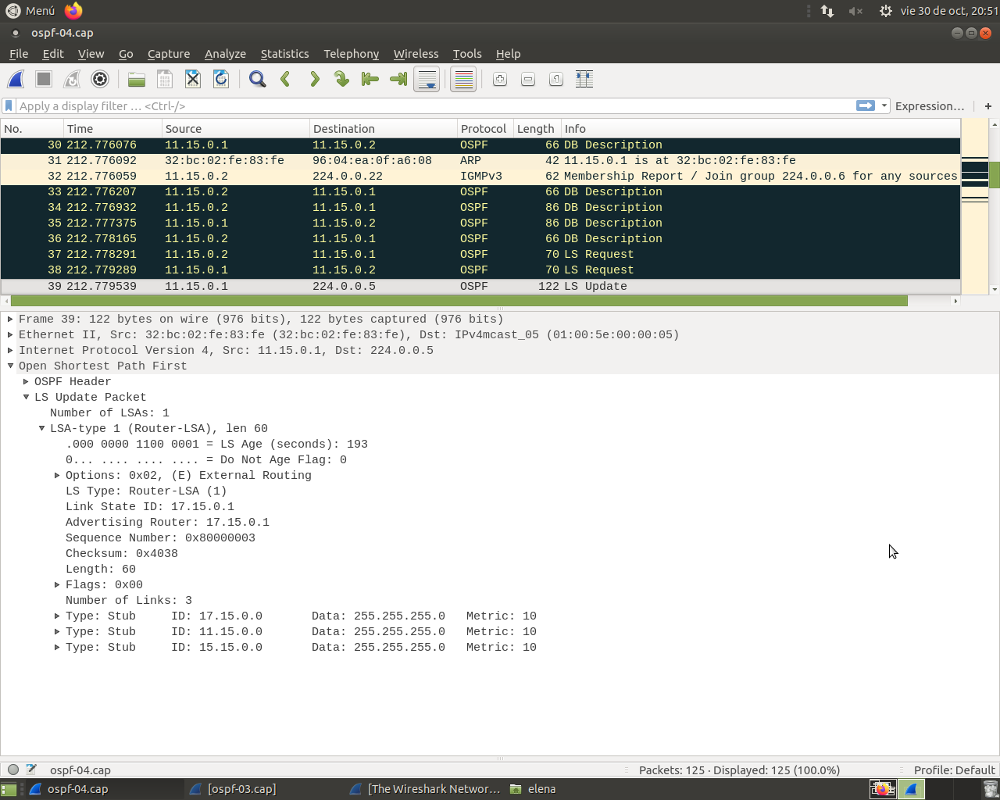 Menú vie 30 de oct, 20:51
ospf-04.cap
File Edit View Go Capture Analyze Statistics Telephony Wireless Tools Help
Apply a display filter … <Ctrl-/> Expression… +
No. Time Source Destination Protocol Length Info
30 212.776076 11.15.0.1 11.15.0.2 OSPF 66 DB Description
31 212.776092 32:bc:02:fe:83:fe 96:04:ea:0f:a6:08 ARP 42 11.15.0.1 is at 32:bc:02:fe:83:fe
32 212.776059 11.15.0.2 224.0.0.22 IGMPv3 62 Membership Report / Join group 224.0.0.6 for any sources
33 212.776207 11.15.0.2 11.15.0.1 OSPF 66 DB Description
34 212.776932 11.15.0.2 11.15.0.1 OSPF 86 DB Description
35 212.777375 11.15.0.1 11.15.0.2 OSPF 86 DB Description
36 212.778165 11.15.0.2 11.15.0.1 OSPF 66 DB Description
37 212.778291 11.15.0.2 11.15.0.1 OSPF 70 LS Request
38 212.779289 11.15.0.1 11.15.0.2 OSPF 70 LS Request
39 212.779539 11.15.0.1 224.0.0.5 OSPF 122 LS Update
Frame 39: 122 bytes on wire (976 bits), 122 bytes captured (976 bits)
Ethernet II, Src: 32:bc:02:fe:83:fe (32:bc:02:fe:83:fe), Dst: IPv4mcast_05 (01:00:5e:00:00:05)
Internet Protocol Version 4, Src: 11.15.0.1, Dst: 224.0.0.5
Open Shortest Path First
OSPF Header
LS Update Packet
Number of LSAs: 1
LSA-type 1 (Router-LSA), len 60
.000 0000 1100 0001 = LS Age (seconds): 193
0... .... .... .... = Do Not Age Flag: 0
Options: 0x02, (E) External Routing
LS Type: Router-LSA (1)
Link State ID: 17.15.0.1
Advertising Router: 17.15.0.1
Sequence Number: 0x80000003
Checksum: 0x4038
Length: 60
Flags: 0x00
Number of Links: 3
Type: Stub ID: 17.15.0.0 Data: 255.255.255.0 Metric: 10
Type: Stub ID: 11.15.0.0 Data: 255.255.255.0 Metric: 10
Type: Stub ID: 15.15.0.0 Data: 255.255.255.0 Metric: 10
ospf-04.cap Packets: 125 · Displayed: 125 (100.0%) Profile: Default
ospf-04.cap [ospf-03.cap] [The Wireshark Networ… elena